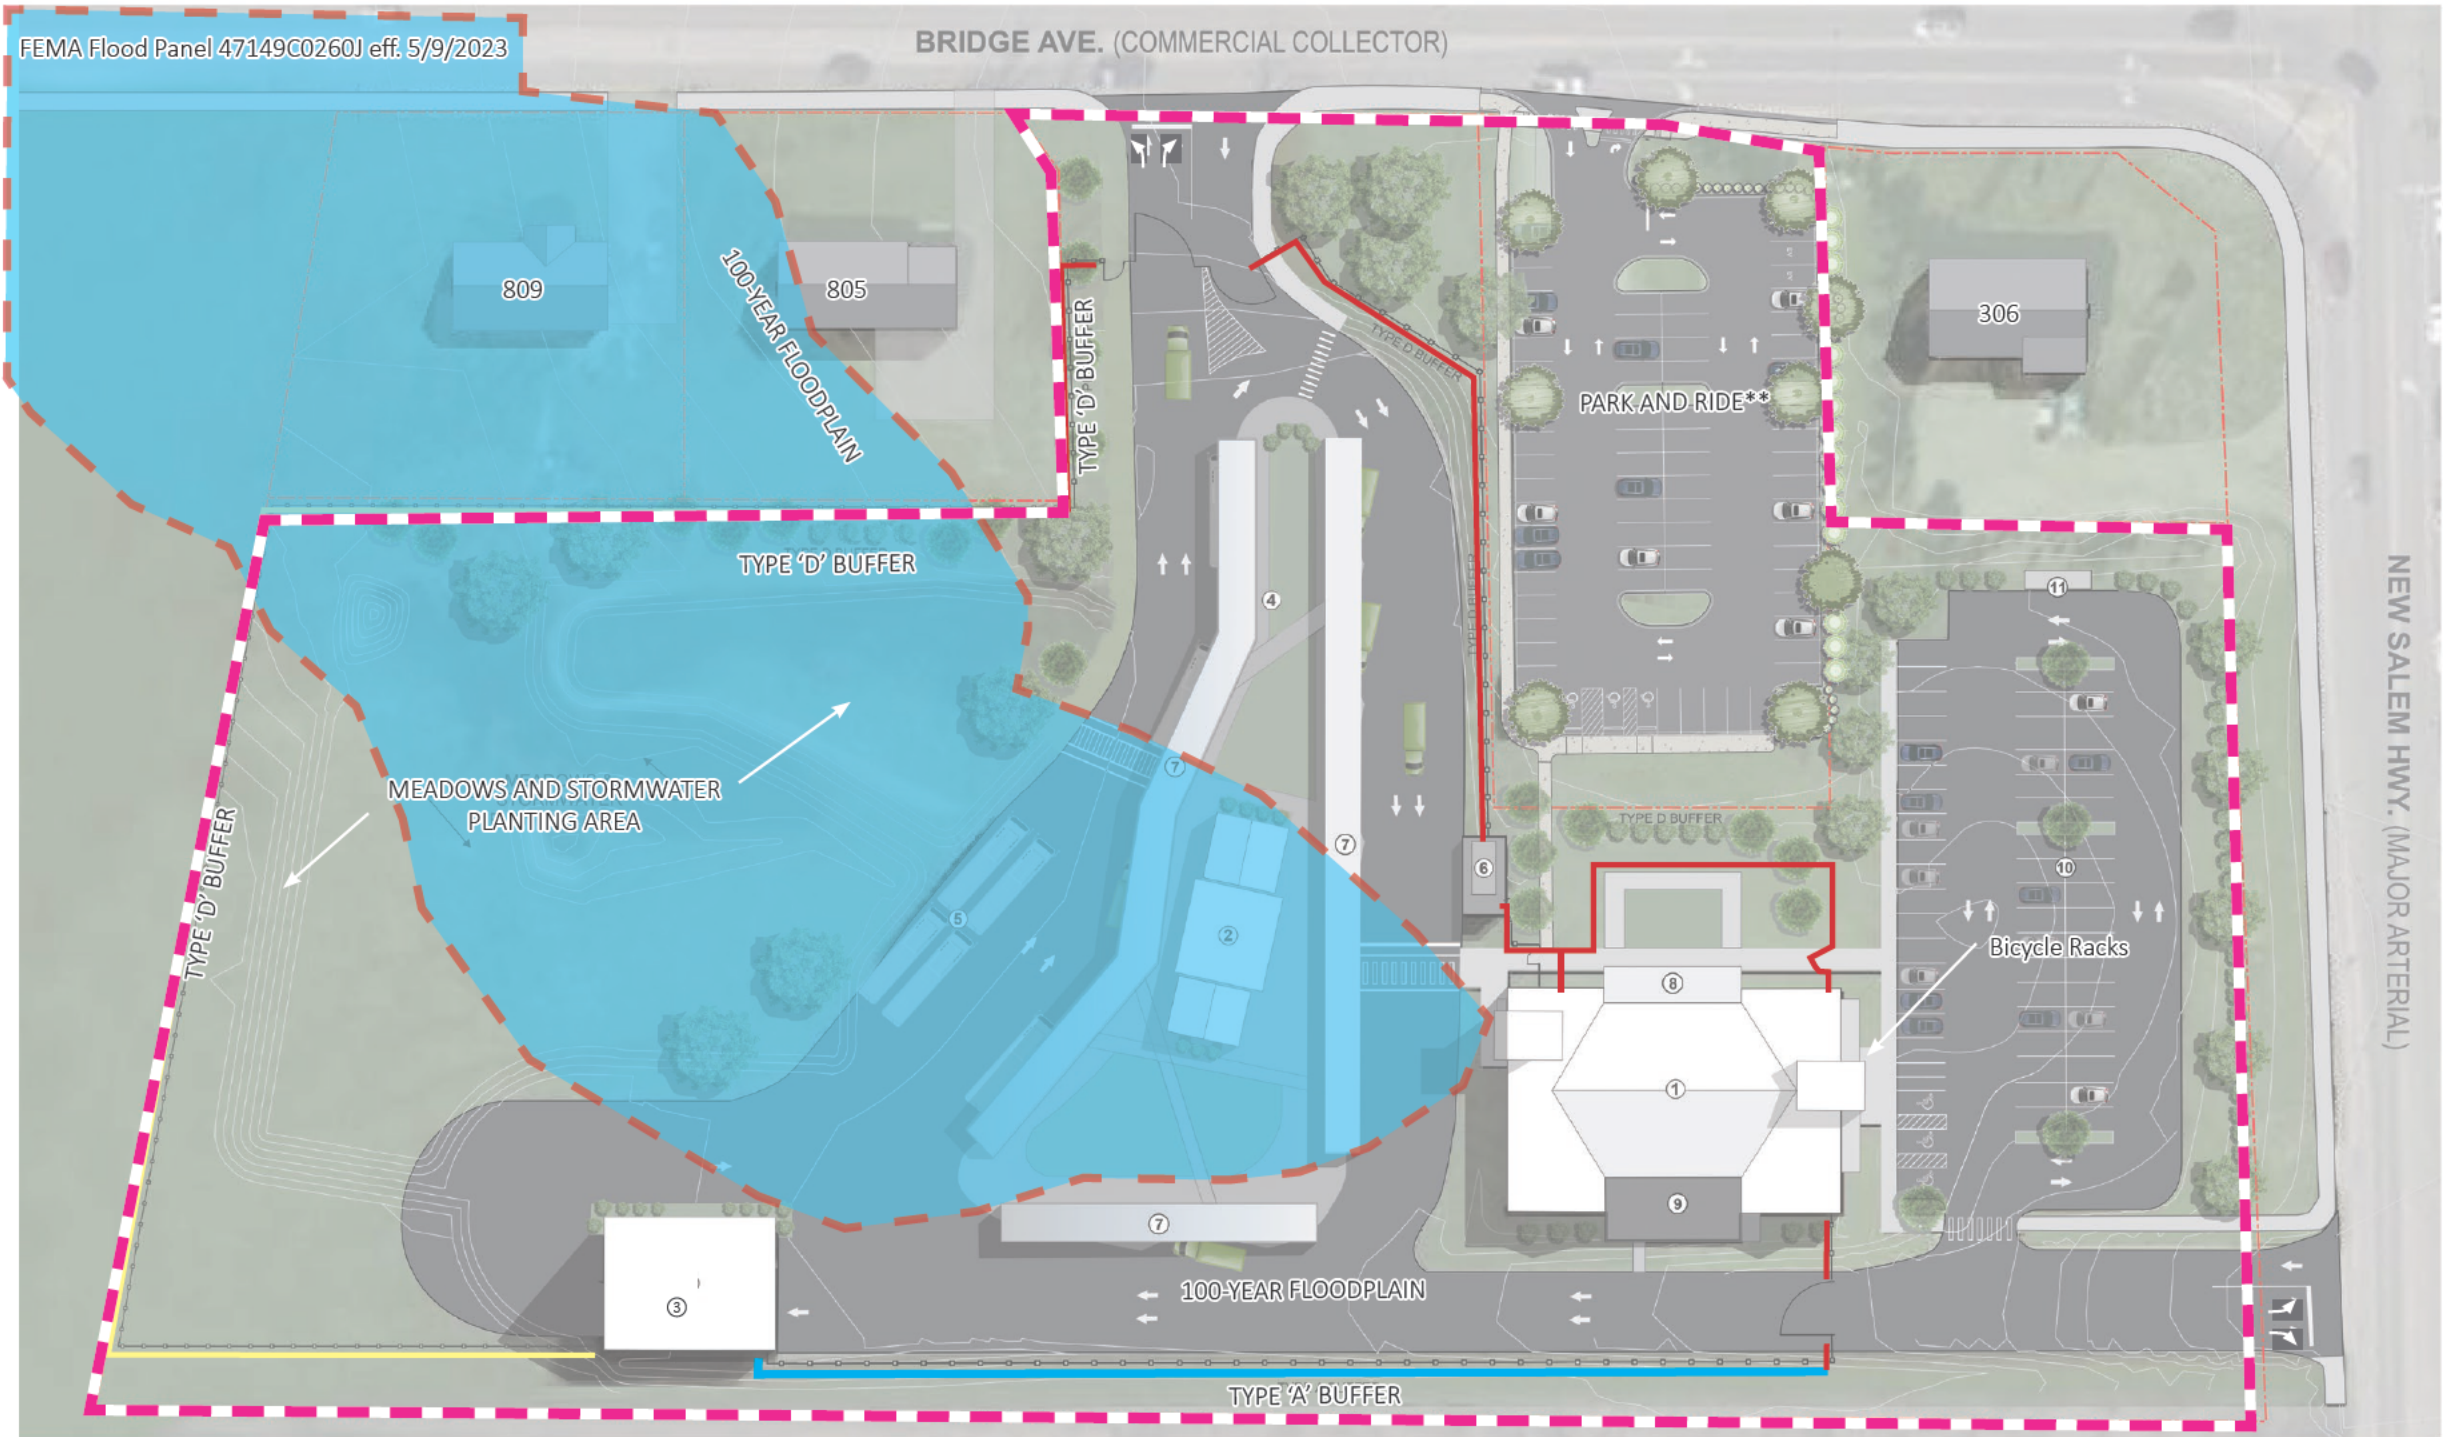 BRIDGE AVE. (COMMERCIAL COLLECTOR)
FEMA Flood Panel 47149C0260J eff. 5/9/2023
809
805
100-YEAR FLOODPLAIN
TYPE 'D' BUFFER
TYPE D BUFFER
306
PARK AND RIDE**
TYPE 'D' BUFFER
TYPE D BUFFER
4
11
NEW SALEM HWY. (MAJOR ARTERIAL)
7
MEADOWS AND STORMWATER
PLANTING AREA
TYPE D BUFFER
7
6
10
TYPE 'D' BUFFER
5
2
Bicycle Racks
8
1
9
7
100-YEAR FLOODPLAIN
3
TYPE 'A' BUFFER